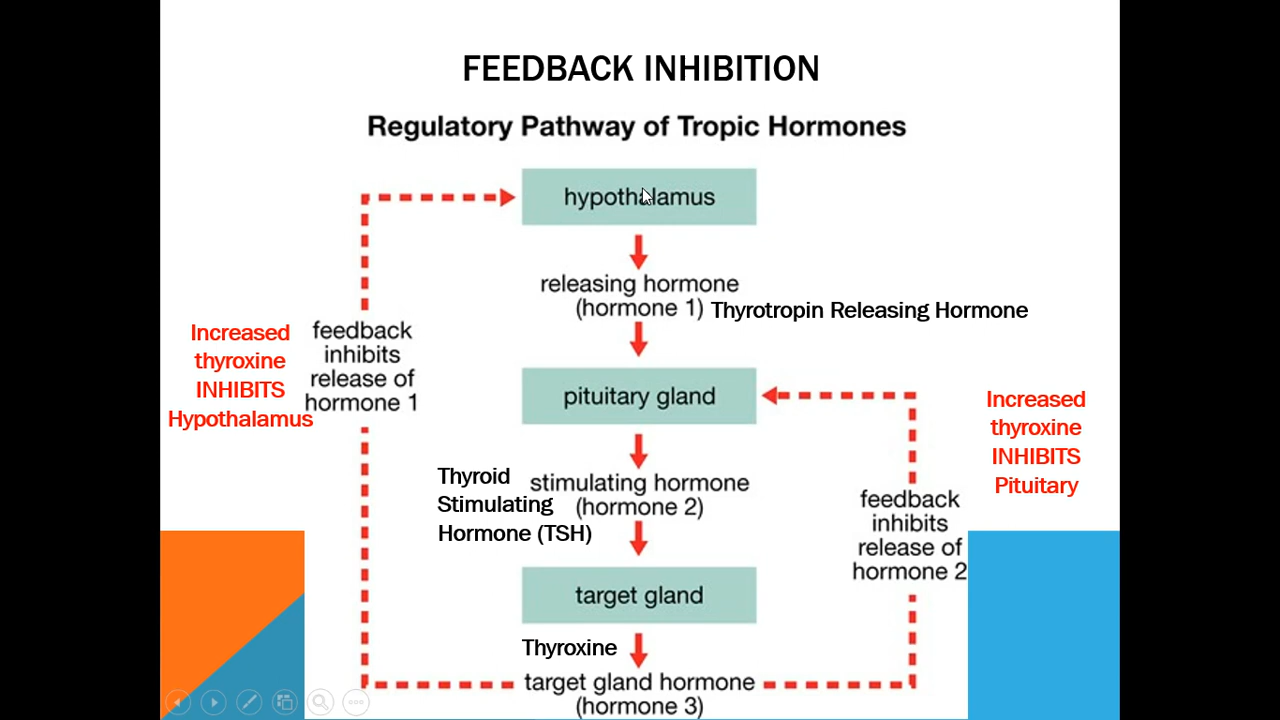 FEEDBACK INHIBITION
Regulatory Pathway of Tropic Hormones
hypothalamus
releasing hormone
(hormone 1)
Thyrotropin Releasing Hormone
Increased
thyroxine
INHIBITS
Hypothalamus
feedback
inhibits
release of
hormone 1
pituitary gland
Increased
thyroxine
INHIBITS
Pituitary
Thyroid
Stimulating
Hormone (TSH)
stimulating hormone
(hormone 2)
feedback
inhibits
release of
hormone 2
target gland
Thyroxine
target gland hormone
(hormone 3)